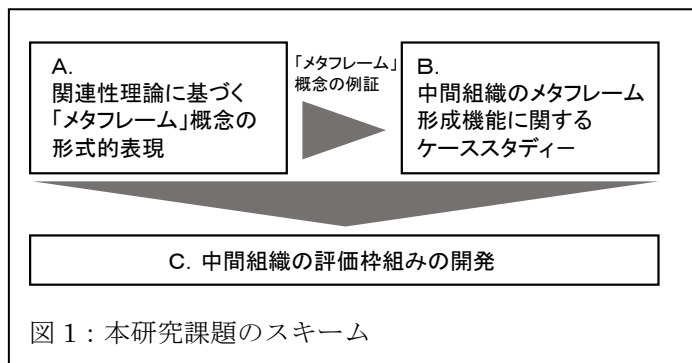 A.
関連性理論に基づく
「メタフレーム」概念の
形式的表現
「メタフレーム」
概念の例証
B.
中間組織のメタフレーム
形成機能に関する
ケーススタディー
C. 中間組織の評価枠組みの開発
図1：本研究課題のスキーム